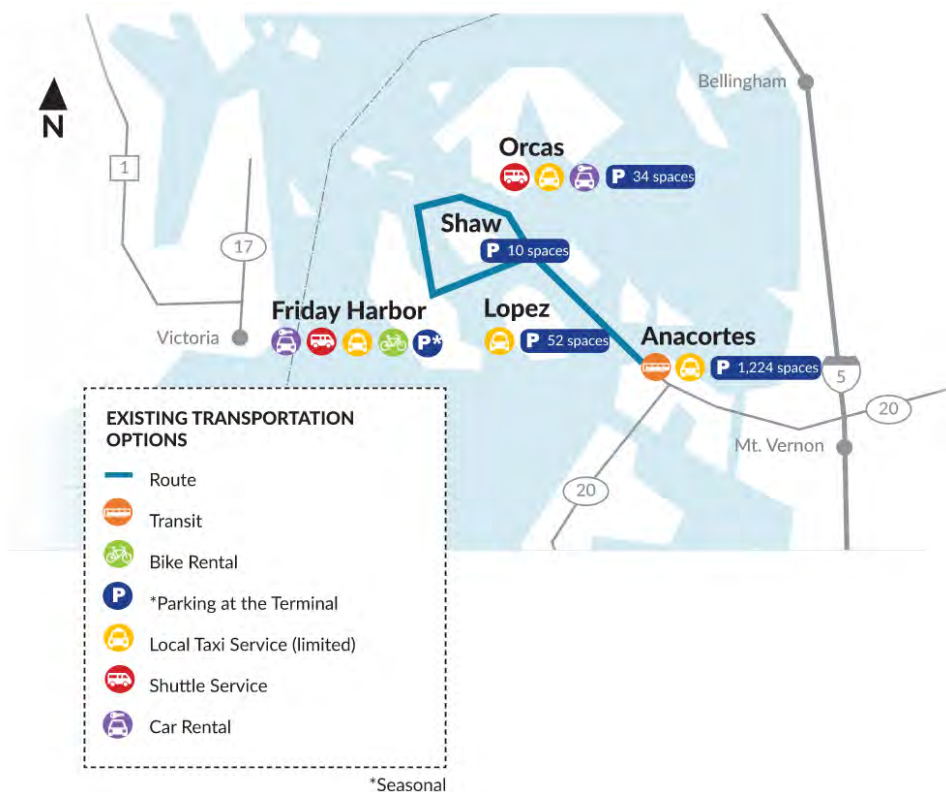 Bellingham
N
Orcas
P 34 spaces
1
Shaw
P 10 spaces
17
Friday Harbor
P*
Lopez
P 52 spaces
Anacortes
P 1,224 spaces
Victoria
5
20
Mt. Vernon
20
EXISTING TRANSPORTATION
OPTIONS
Route
Transit
Bike Rental
P *Parking at the Terminal
Local Taxi Service (limited)
Shuttle Service
Car Rental
*Seasonal